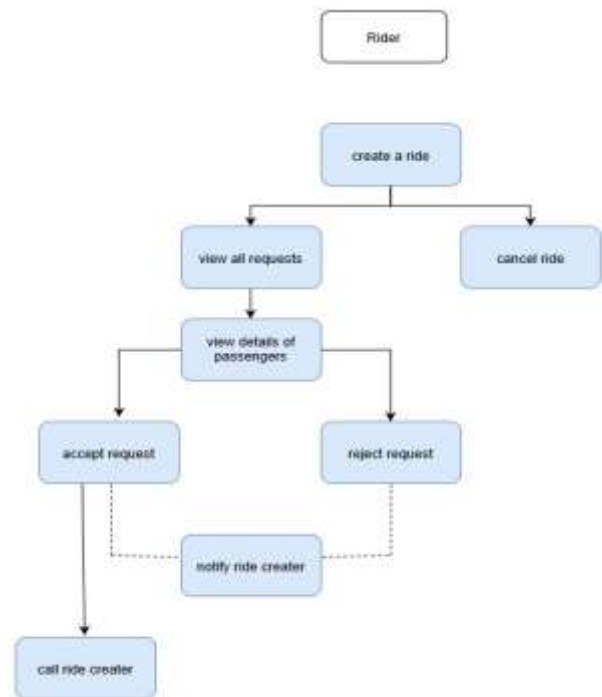 Rider
create a ride
view all requests
cancel ride
view details of
passengers
accept request
reject request
notify ride creater
call ride creater